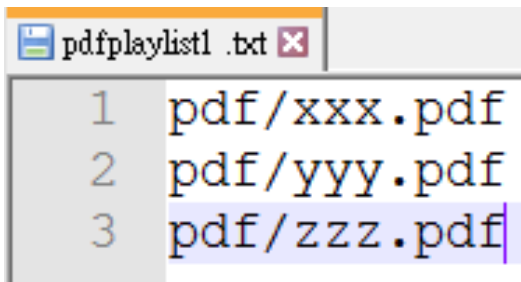 pdfplaylist1 .txt
1 pdf/xxx.pdf
2 pdf/yyy.pdf
3 pdf/zzz.pdf